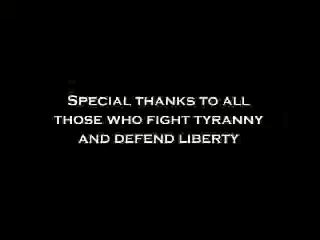 Special thanks to all
those who fight tyranny
and defend liberty